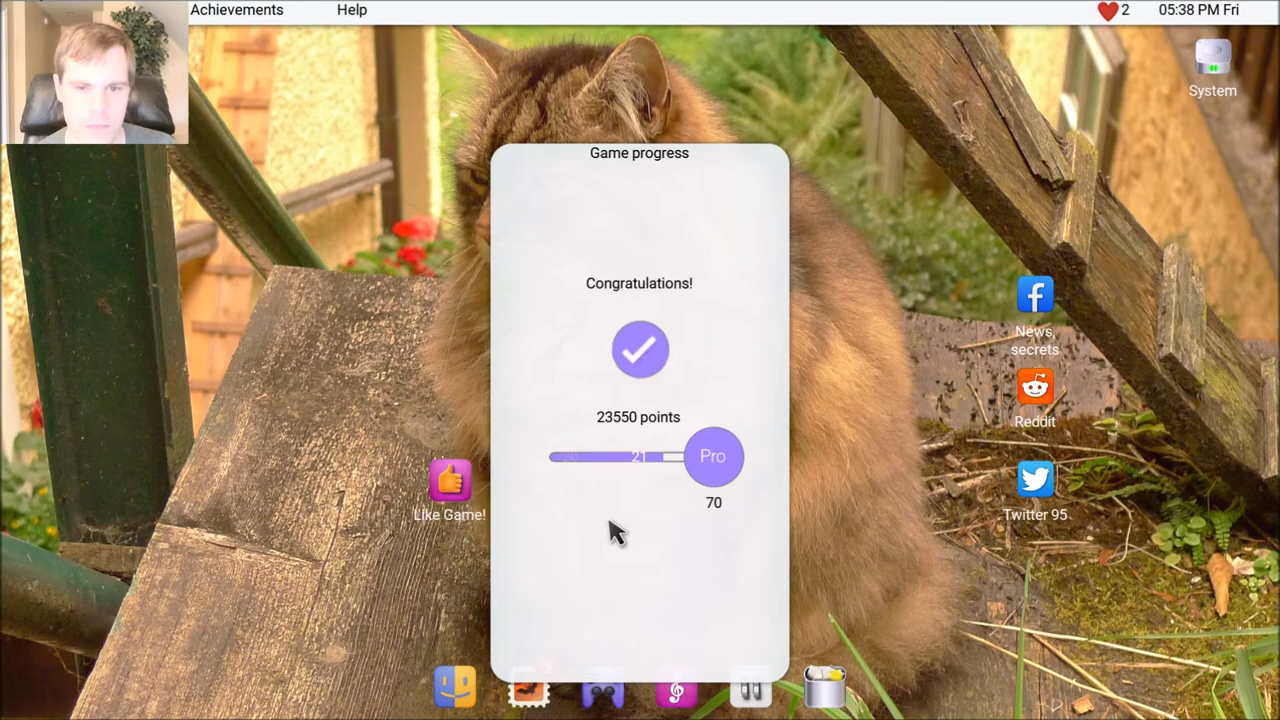 Achievements
Help
2
05:38 PM Fri
System
Game progress
Congratulations!
23550 points
21
Pro
70
News,
secrets
Reddit
Like Game!
Twitter 95